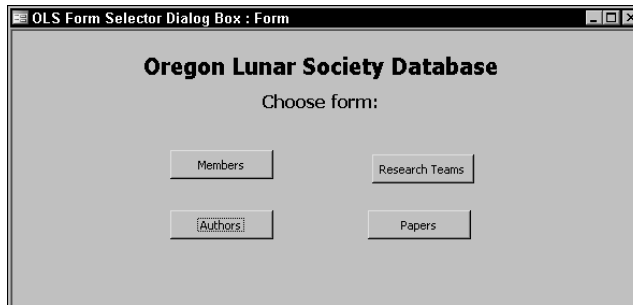 OLS Form Selector Dialog Box : Form
Oregon Lunar Society Database
Choose form:
Members
Research Teams
Authors
Papers